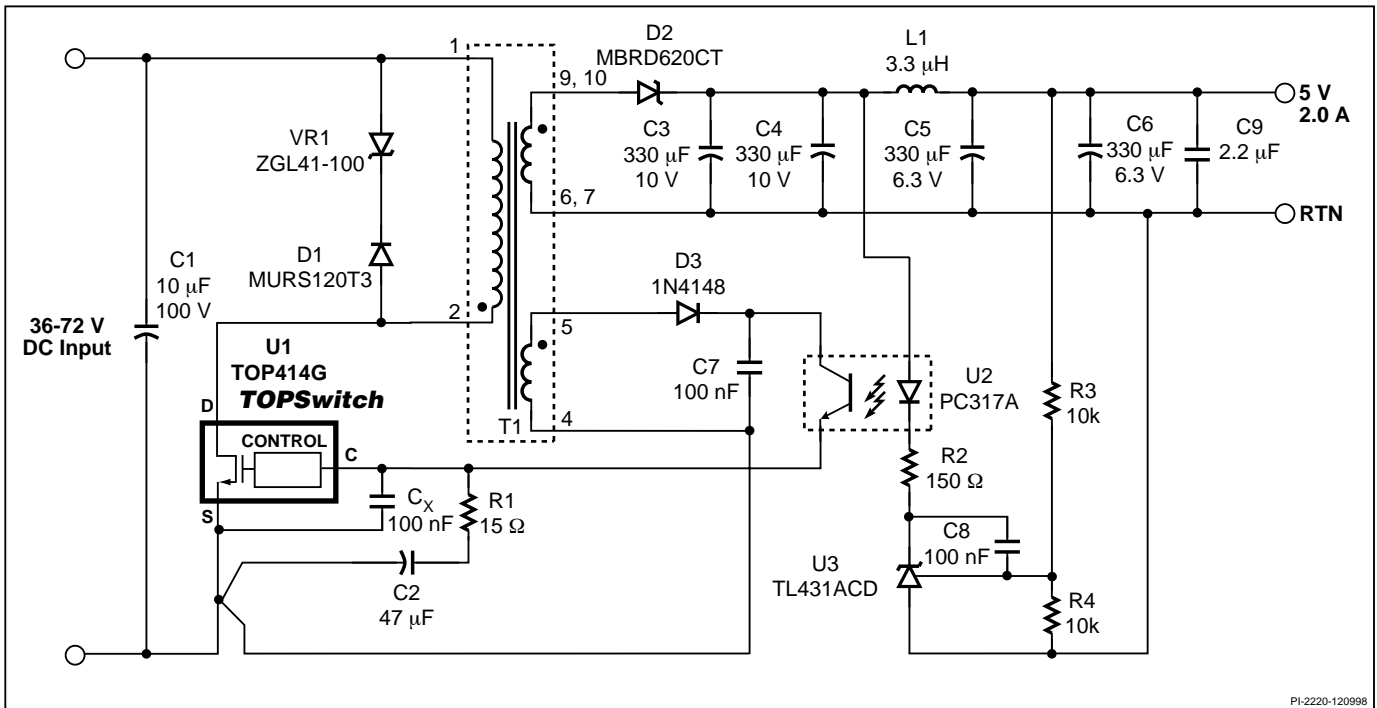 1
D2
MBRD620CT
9, 10
L1
3.3 µH
5 V
2.0 A
VR1
ZGL41-100
C3
330 µF
10 V
C4
330 µF
10 V
C5
330 µF
6.3 V
C6
330 µF
6.3 V
C9
2.2 µF
6, 7
RTN
D1
MURS120T3
C1
10 µF
100 V
D3
1N4148
2
5
36-72 V
DC Input
U1
TOP414G
TOPSwitch
C7
100 nF
U2
PC317A
R3
10k
D
T1
4
CONTROL
C
S
CX
100 nF
R1
15 Ω
R2
150 Ω
C8
100 nF
U3
TL431ACD
C2
47 µF
R4
10k
PI-2220-120998